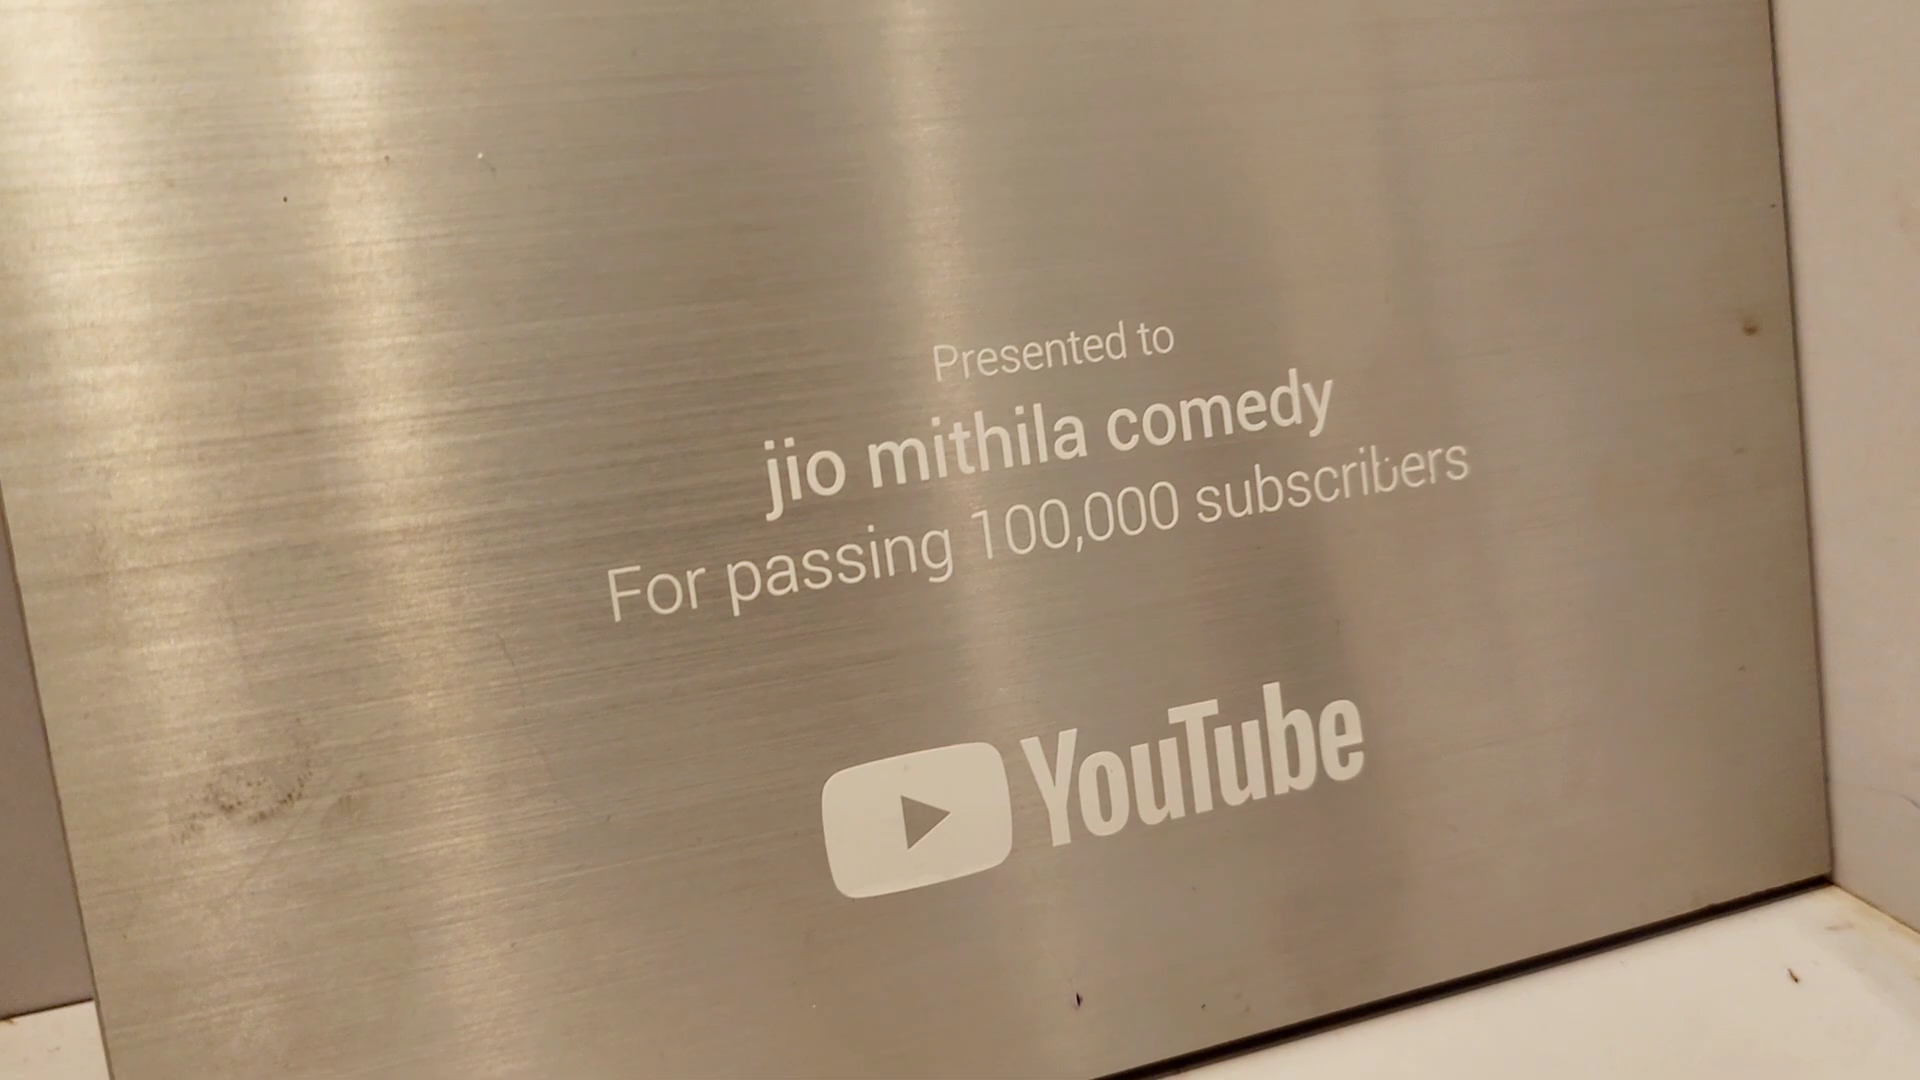 Presented to
jio mithila comedy
For passing 100,000 subscribers
YouTube